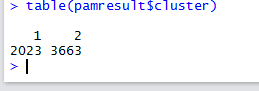 > table(pamresult$cluster)
1 2
2023 3663
>